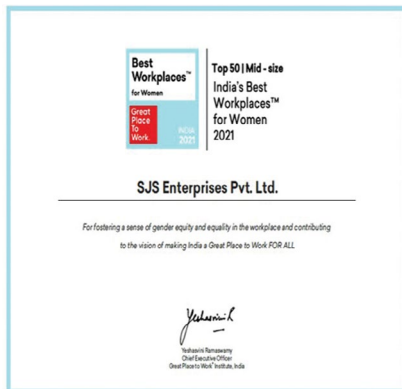 Best
Workplaces™
for Women
Great
Place
To
Work.
INDIA
2021
Top 50 | Mid - size
India's Best
Workplaces™
for Women
2021
SJS Enterprises Pvt. Ltd.
For fostering a sense of gender equity and equality in the workplace and contributing
to the vision of making India a Great Place to Work FOR ALL
Yeshasvini R
Yeshasvini Ramaswamy
Chief Executive Officer
Great Place to Work® Institute, India